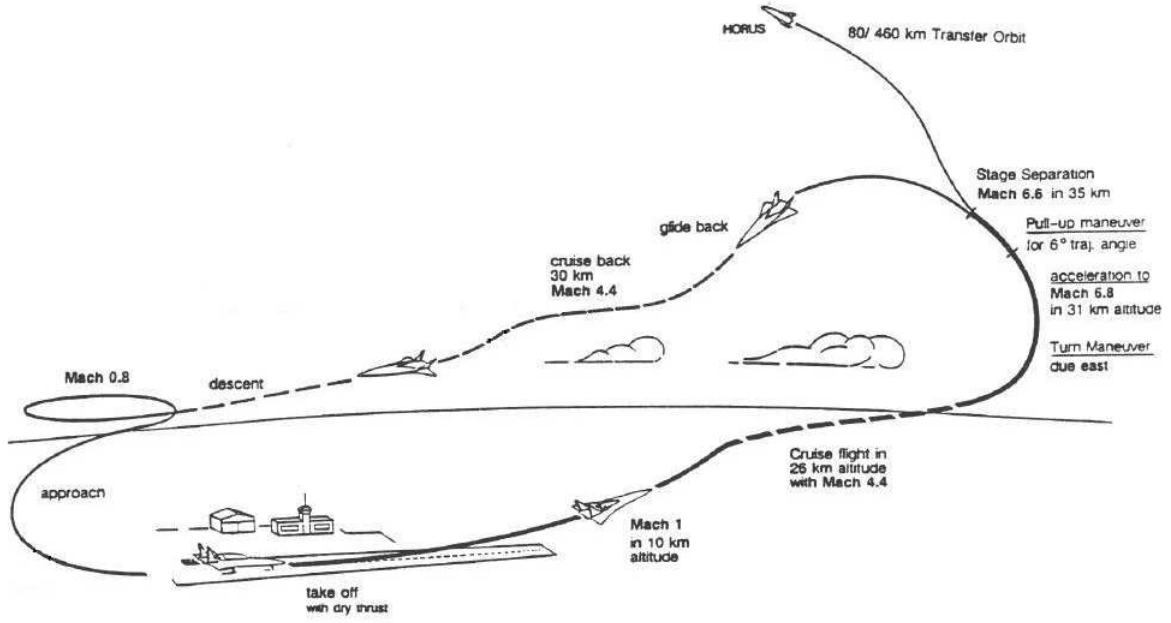 HORUS
80/ 460 km Transfer Orbit
Stage Separation
Mach 6.6 in 35 km
Pull-up maneuver
for 6° traj. angle
acceleration to
Mach 6.8
in 31 km altitude
Turn Maneuver
due east
glide back
cruise back
30 km
Mach 4.4
Mach 0.8
descent
Cruise flight in
26 km altitude
with Mach 4.4
approach
Mach 1
in 10 km
altitude
take off
with dry thrust